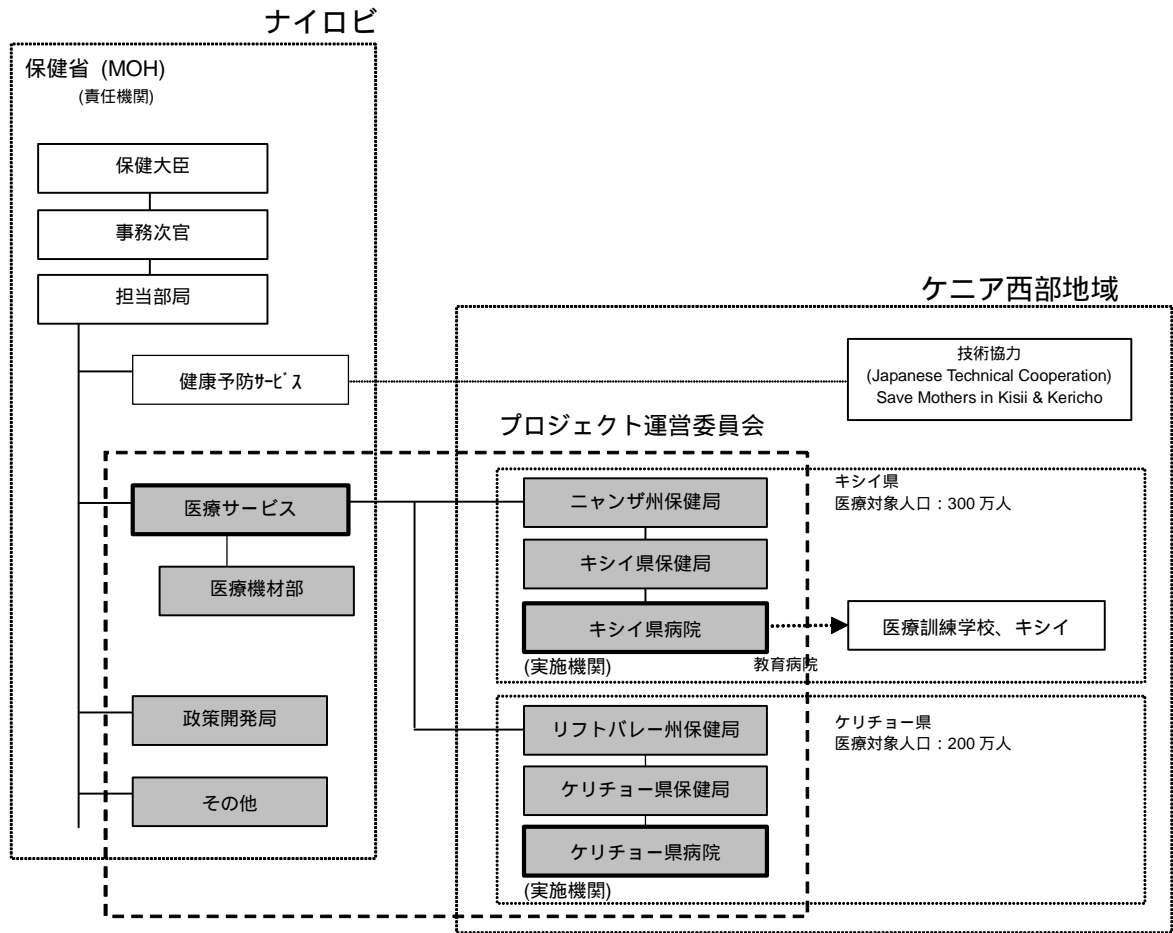 ナイロビ
保健省 (MOH)
(責任機関)
保健大臣
事務次官
担当部局
健康予防ｻｰﾋﾞｽ
医療サービス
医療機材部
政策開発局
その他
ケニア西部地域
技術協力
(Japanese Technical Cooperation)
Save Mothers in Kisii & Kericho
プロジェクト運営委員会
ニャンザ州保健局
キシイ県保健局
キシイ県病院
(実施機関)
教育病院
キシイ県
医療対象人口：300 万人
医療訓練学校、キシイ
リフトバレー州保健局
ケリチョー県保健局
ケリチョー県病院
(実施機関)
ケリチョー県
医療対象人口：200 万人